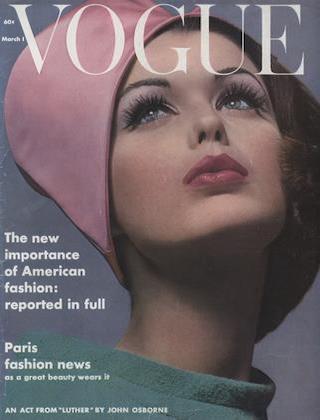 60¢
March 1
VOGUE
The new
importance
of American
fashion:
reported in full
Paris
fashion news
as a great beauty wears it
AN ACT FROM "LUTHER" BY JOHN OSBORNE